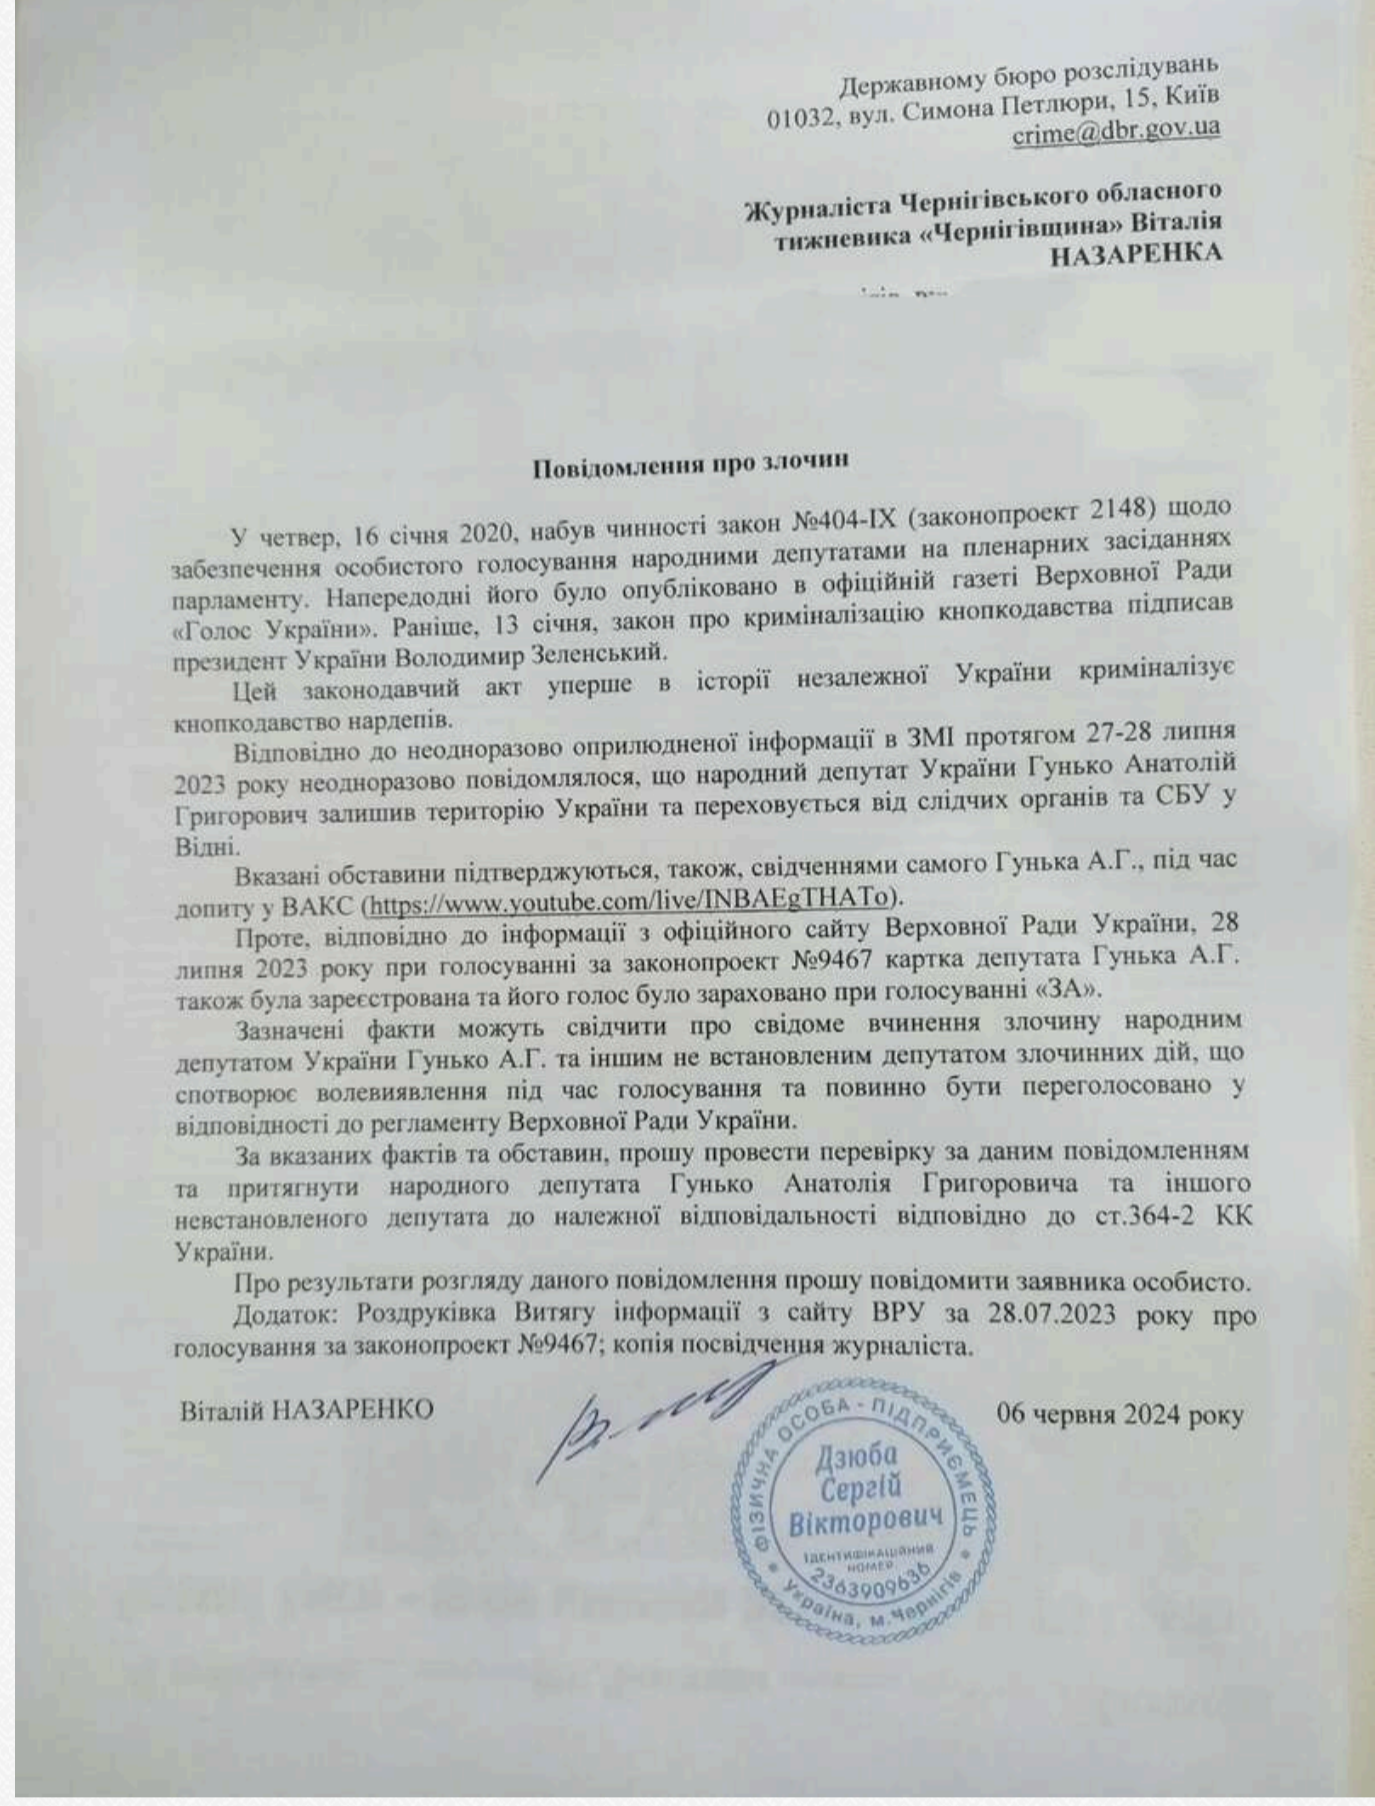 Державному бюро розслідувань
01032, вул. Симона Петлюри, 15, Київ
crime@dbr.gov.ua
Журналіста Чернігівського обласного
тижневика «Чернігівщина» Віталія
НАЗАРЕНКА
Повідомлення про злочин
У четвер, 16 січня 2020, набув чинності закон №404-IX (законопроект 2148) щодо
забезпечення особистого голосування народними депутатами на пленарних засіданнях
парламенту. Напередодні його було опубліковано в офіційній газеті Верховної Ради
«Голос України». Раніше, 13 січня, закон про криміналізацію кнопкодавства підписав
президент України Володимир Зеленський.
Цей законодавчий акт уперше в історії незалежної України криміналізує
кнопкодавство нардепів.
Відповідно до неодноразово оприлюдненої інформації в ЗМІ протягом 27-28 липня
2023 року неодноразово повідомлялося, що народний депутат України Гунько Анатолій
Григорович залишив територію України та переховується від слідчих органів та СБУ у
Відні.
Вказані обставини підтверджуються, також, свідченнями самого Гунька А.Г., під час
допиту у ВАКС (https://www.youtube.com/live/INBAEgTHATo).
Проте, відповідно до інформації з офіційного сайту Верховної Ради України, 28
липня 2023 року при голосуванні за законопроект №9467 картка депутата Гунька А.Г.
також була зареєстрована та його голос було зараховано при голосуванні «ЗА».
Зазначені факти можуть свідчити про свідоме вчинення злочину народним
депутатом України Гунько А.Г. та іншим не встановленим депутатом злочинних дій, що
спотворює волевиявлення під час голосування та повинно бути переголосовано у
відповідності до регламенту Верховної Ради України.
За вказаних фактів та обставин, прошу провести перевірку за даним повідомленням
та притягнути народного депутата Гунько Анатолія Григоровича та іншого
невстановленого депутата до належної відповідальності відповідно до ст.364-2 КК
України.
Про результати розгляду даного повідомлення прошу повідомити заявника особисто.
Додаток: Роздруківка Витягу інформації з сайту ВРУ за 28.07.2023 року про
голосування за законопроект №9467; копія посвідчення журналіста.
Віталій НАЗАРЕНКО 06 червня 2024 року
ФІЗИЧНА ОСОБА - ПІДПРИЄМЕЦЬ
Дзюба
Сергій
Вікторович
ІДЕНТИФІКАЦІЙНИЙ
НОМЕР
2363909636
Україна, м.Чернігів